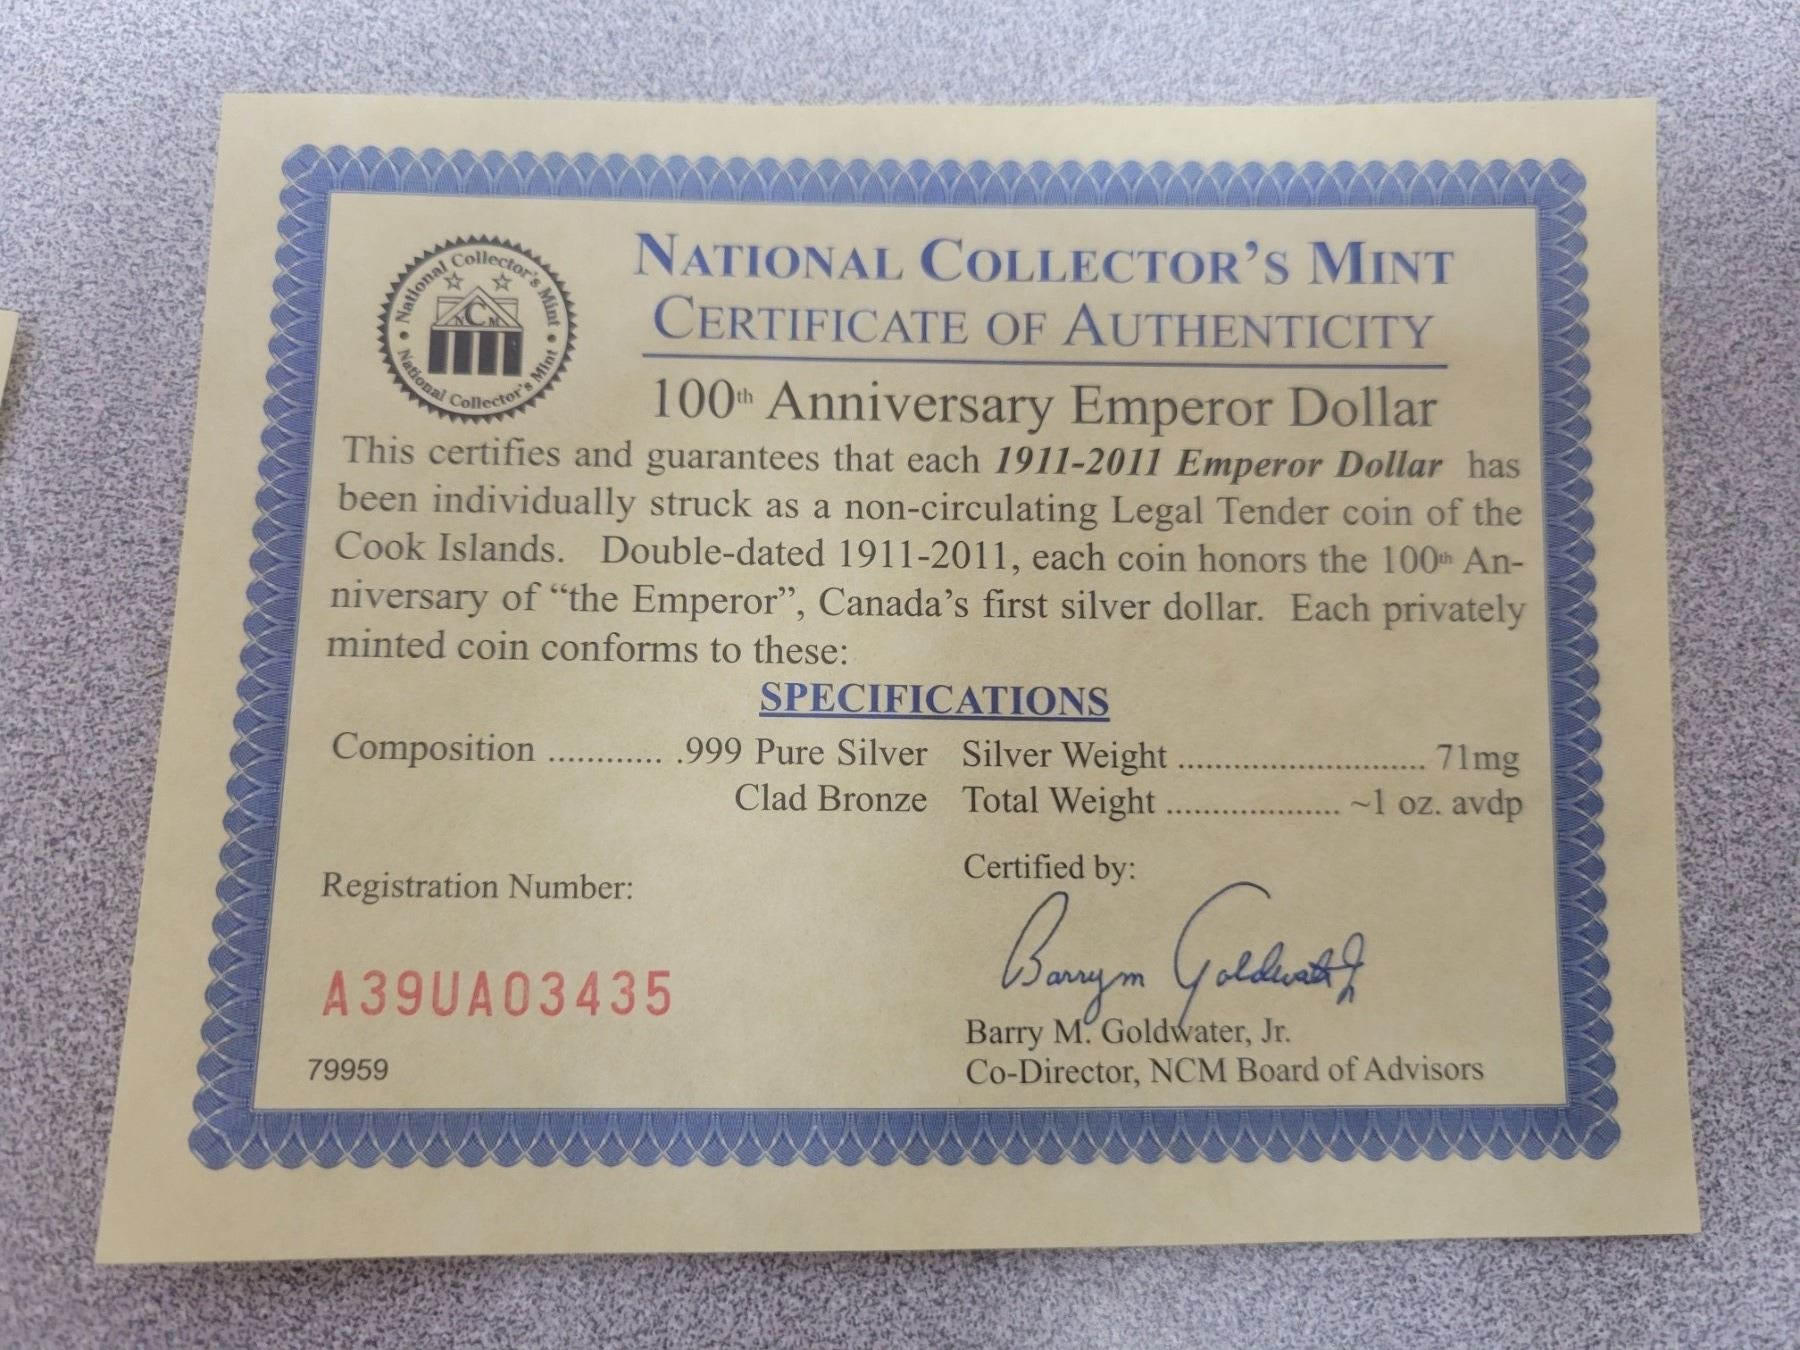 National Collector's Mint
N C M
National Collector's Mint
NATIONAL COLLECTOR'S MINT
CERTIFICATE OF AUTHENTICITY
100th Anniversary Emperor Dollar
This certifies and guarantees that each 1911-2011 Emperor Dollar has
been individually struck as a non-circulating Legal Tender coin of the
Cook Islands. Double-dated 1911-2011, each coin honors the 100th An-
niversary of “the Emperor”, Canada’s first silver dollar. Each privately
minted coin conforms to these:
SPECIFICATIONS
Composition ............ .999 Pure Silver Silver Weight .......................... 71mg
Clad Bronze Total Weight ................... ~1 oz. avdp
Certified by:
Registration Number:
Barry M Goldwater Jr
A39UA03435
Barry M. Goldwater, Jr.
79959
Co-Director, NCM Board of Advisors